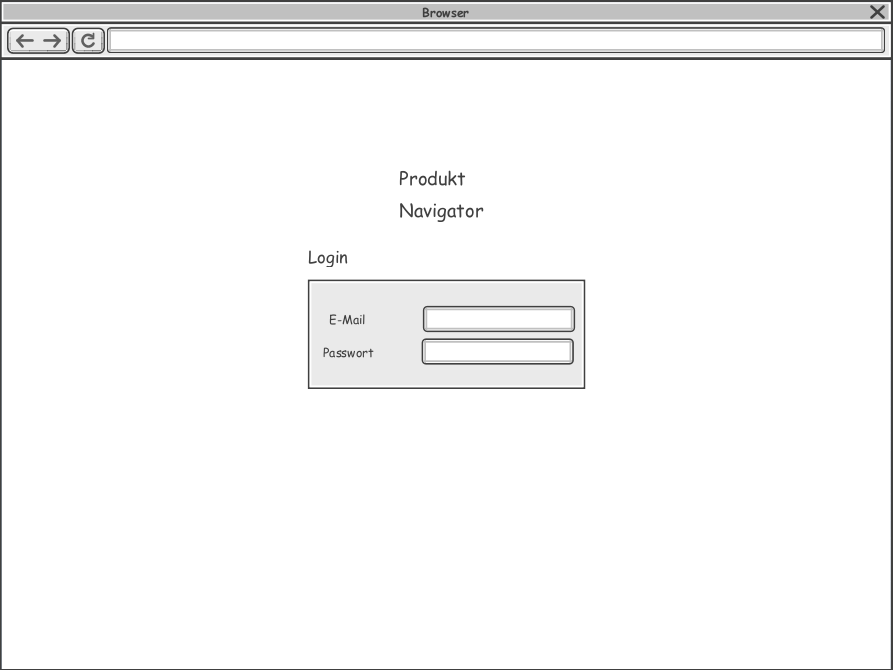 Browser
Produkt
Navigator
Login
E-Mail
Passwort